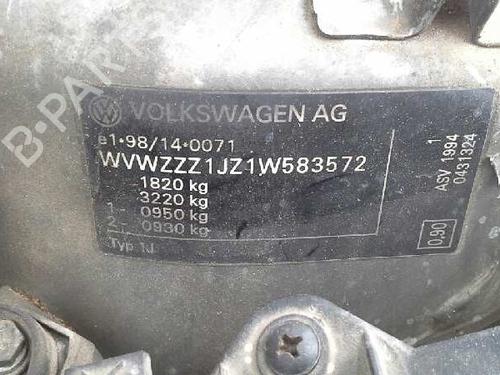 VOLKSWAGEN AG
e1*98/14*0071
WVWZZZ1JZ1W583572
1820 kg
3220 kg
1- 0950 kg
2- 0930 kg
Typ 1J
1
ASV 1994
0431324
0,90
B-PARTS